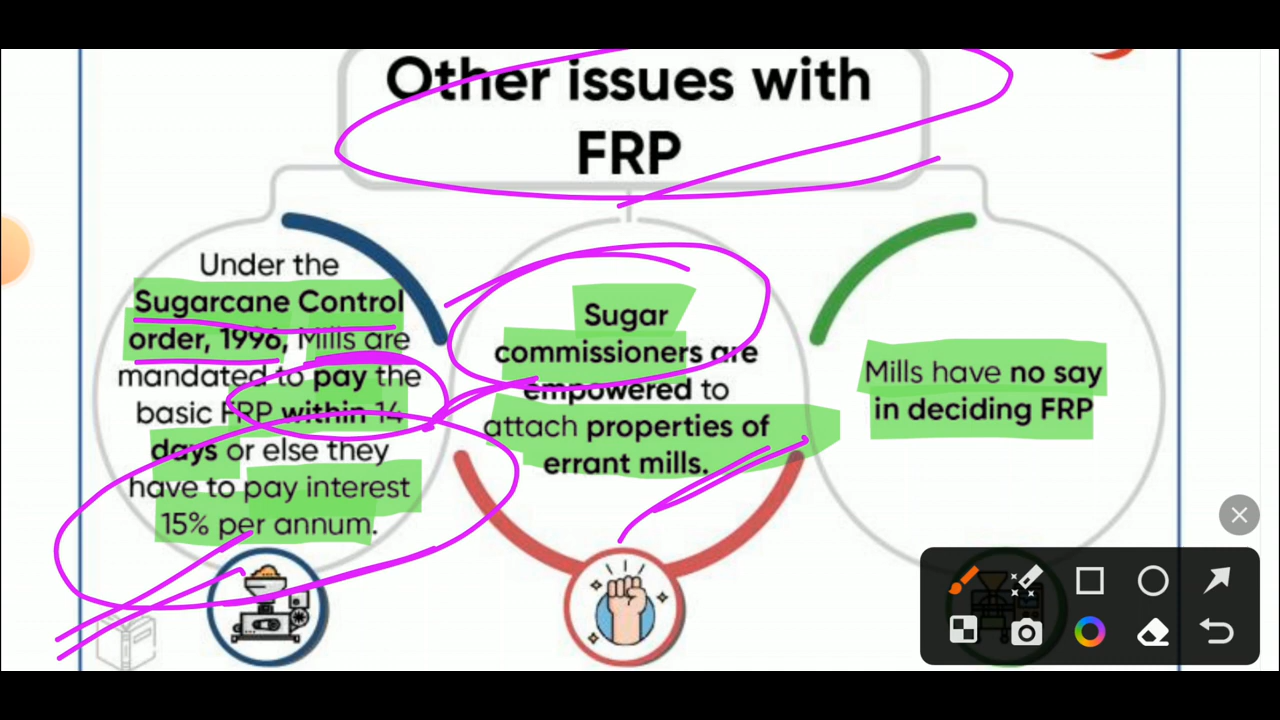 Other issues with
FRP
Under the
Sugarcane Control
order, 1996, Mills are
mandated to pay the
basic FRP within 14
days or else they
have to pay interest
15% per annum.
Sugar
commissioners are
empowered to
attach properties of
errant mills.
Mills have no say
in deciding FRP